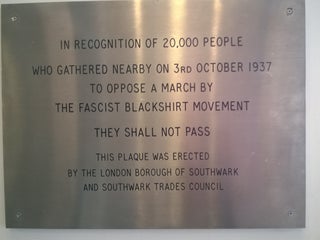 IN RECOGNITION OF 20,000 PEOPLE
WHO GATHERED NEARBY ON 3RD OCTOBER 1937
TO OPPOSE A MARCH BY
THE FASCIST BLACKSHIRT MOVEMENT
THEY SHALL NOT PASS
THIS PLAQUE WAS ERECTED
BY THE LONDON BOROUGH OF SOUTHWARK
AND SOUTHWARK TRADES COUNCIL